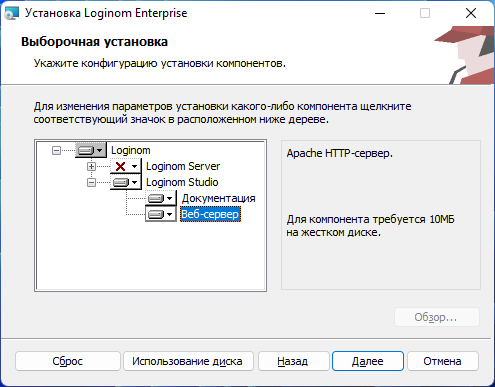 Установка Loginom Enterprise
Выборочная установка
Укажите конфигурацию установки компонентов.
Для изменения параметров установки какого-либо компонента щелкните
соответствующий значок в расположенном ниже дереве.
Loginom
Loginom Server
Loginom Studio
Документация
Веб-сервер
Apache HTTP-сервер.
Для компонента требуется 10МБ
на жестком диске.
Обзор...
Сброс
Использование диска
Назад
Далее
Отмена